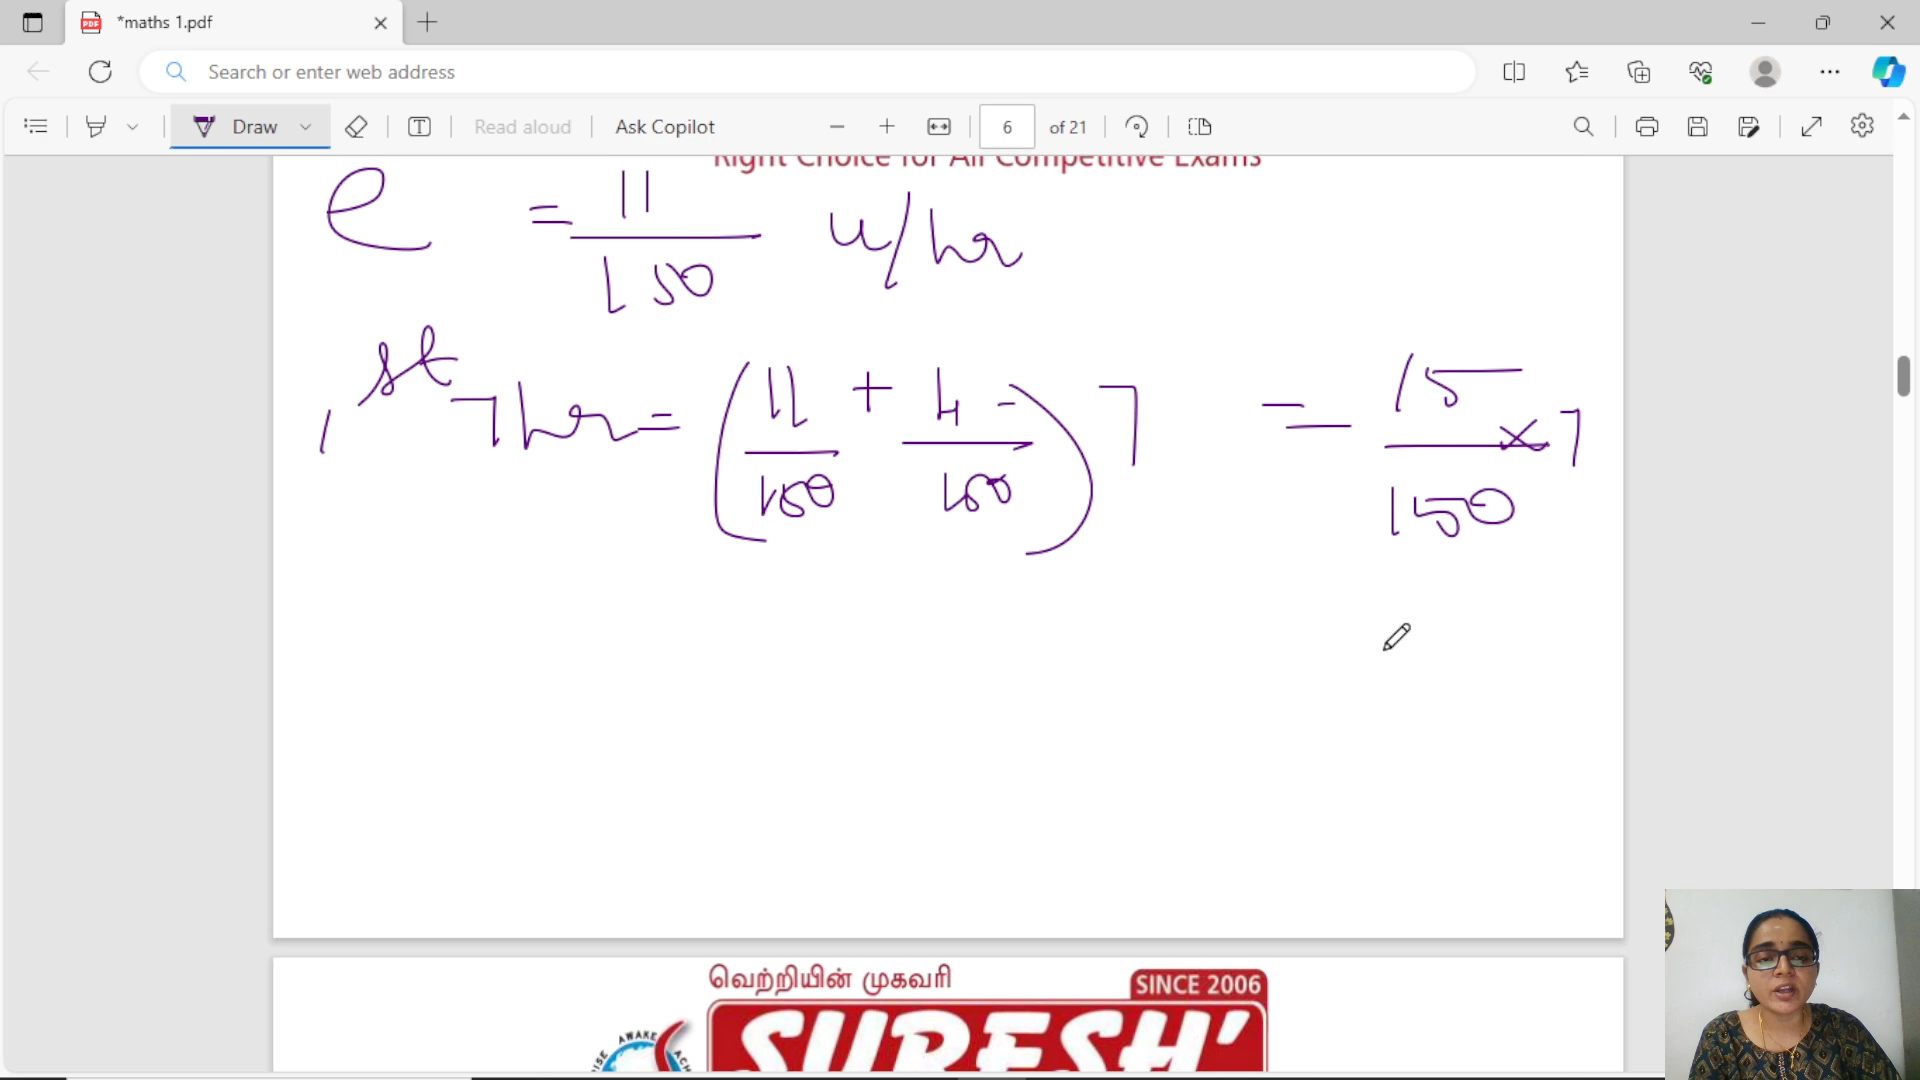 *maths 1.pdf
Search or enter web address
Draw
Read aloud
Ask Copilot
6 of 21
Right Choice for All Competitive Exams
e = 11/150 u/hr
1st 7hr = (11/150 + 4/150) 7 = 15/150 × 7
வெற்றியின் முகவரி
SINCE 2006
SURESH'
AWAKE